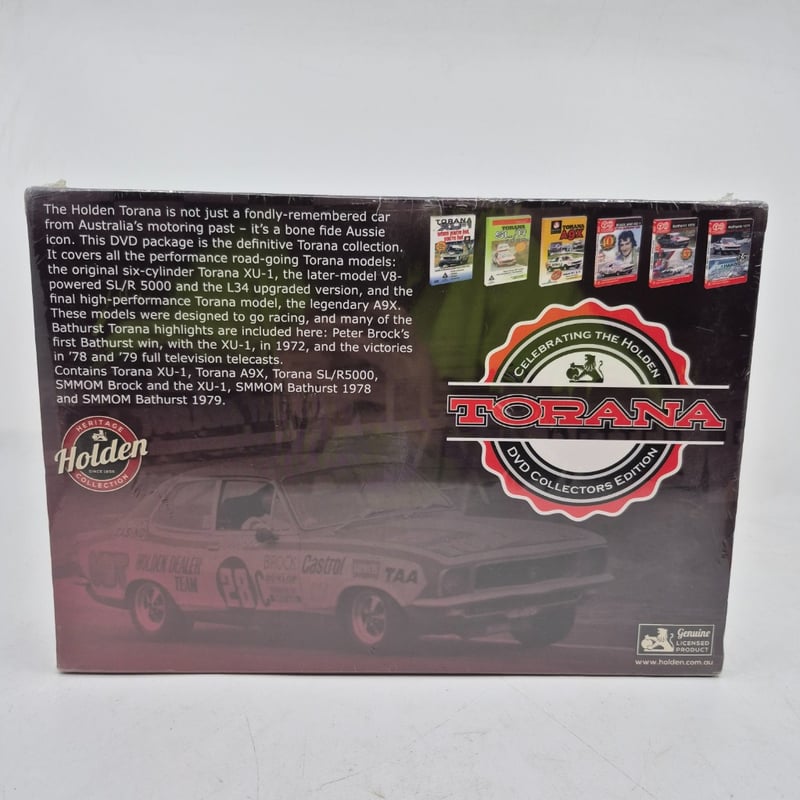 The Holden Torana is not just a fondly-remembered car
from Australia's motoring past – it's a bone fide Aussie
icon. This DVD package is the definitive Torana collection.
It covers all the performance road-going Torana models:
the original six-cylinder Torana XU-1, the later-model V8-
powered SL/R 5000 and the L34 upgraded version, and the
final high-performance Torana model, the legendary A9X.
These models were designed to go racing, and many of the
Bathurst Torana highlights are included here: Peter Brock's
first Bathurst win, with the XU-1, in 1972, and the victories
in '78 and '79 full television telecasts.
Contains Torana XU-1, Torana A9X, Torana SL/R5000,
SMMOM Brock and the XU-1, SMMOM Bathurst 1978
and SMMOM Bathurst 1979.
TORANA
TORANA
TORANA
A9X
CELEBRATING THE HOLDEN
TORANA
DVD COLLECTORS EDITION
HERITAGE
Holden
SINCE 1856
COLLECTION
HOLDEN DEALER
TEAM
28C
BROCK
Castrol
TAA
Genuine
LICENSED
PRODUCT
www.holden.com.au